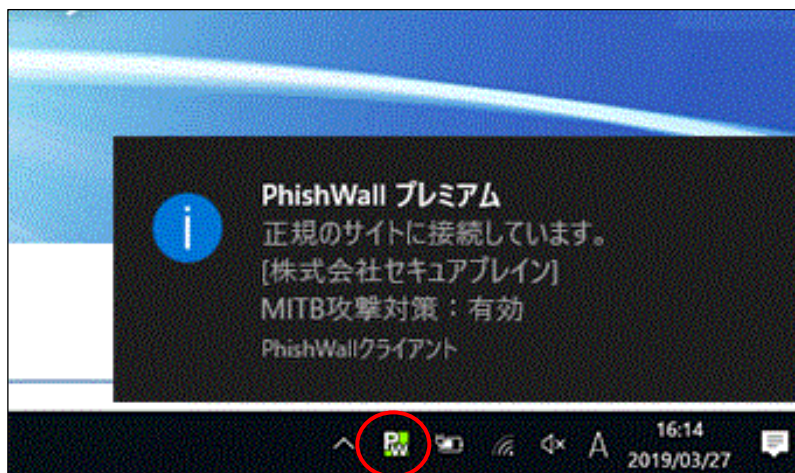 PhishWall プレミアム
正規のサイトに接続しています。
[株式会社セキュアブレイン]
MITB攻撃対策：有効
PhishWallクライアント
PW
A
16:14
2019/03/27